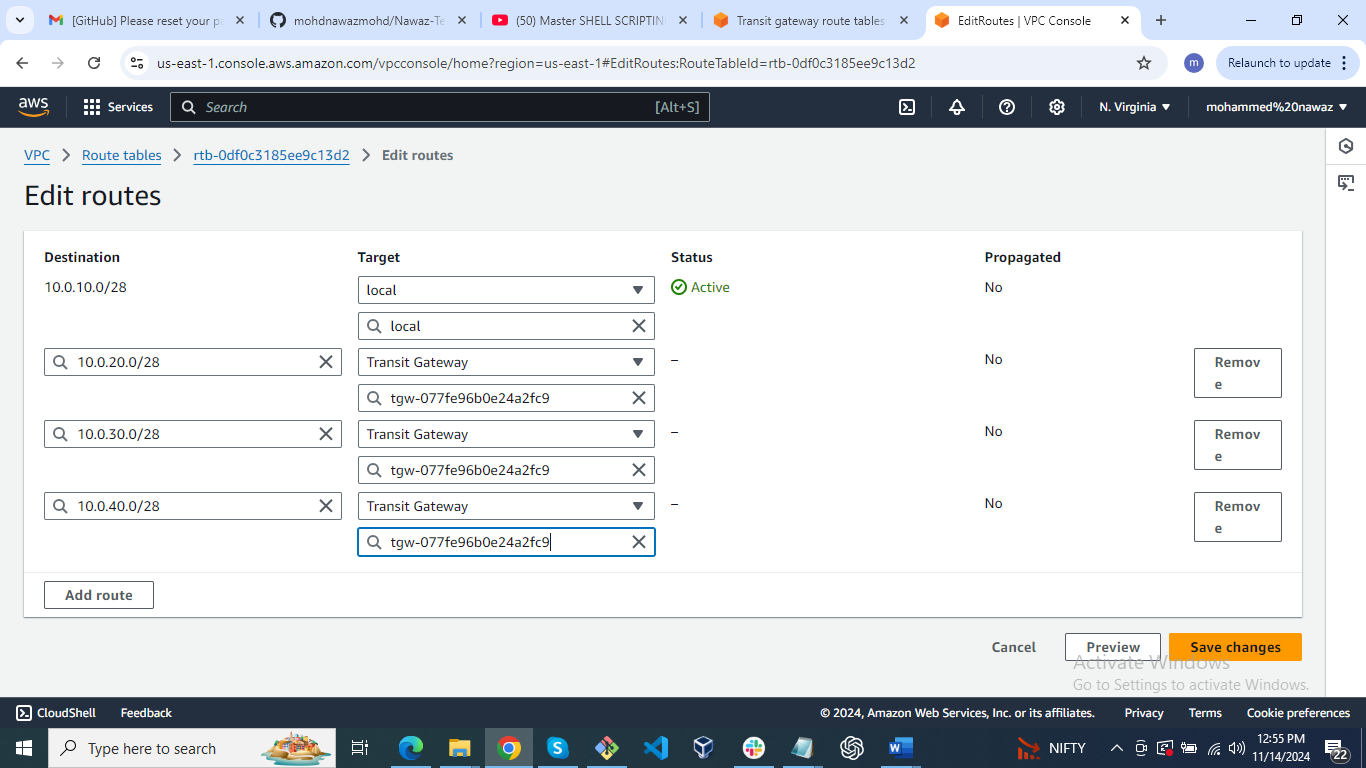 [GitHub] Please reset your pa
mohdnawazmohd/Nawaz-Te
(50) Master SHELL SCRIPTIN
Transit gateway route tables
EditRoutes | VPC Console
us-east-1.console.aws.amazon.com/vpcconsole/home?region=us-east-1#EditRoutes:RouteTableId=rtb-0df0c3185ee9c13d2
m
Relaunch to update
aws
Services
Search
[Alt+S]
N. Virginia
mohammed%20nawaz
VPC
Route tables
rtb-0df0c3185ee9c13d2
Edit routes
Edit routes
Destination
Target
Status
Propagated
10.0.10.0/28
local
Active
No
local
10.0.20.0/28
Transit Gateway
–
No
Remov
e
tgw-077fe96b0e24a2fc9
10.0.30.0/28
Transit Gateway
–
No
Remov
e
tgw-077fe96b0e24a2fc9
10.0.40.0/28
Transit Gateway
–
No
Remov
e
tgw-077fe96b0e24a2fc9
Add route
Cancel
Preview
Save changes
Activate Windows
Go to Settings to activate Windows.
CloudShell
Feedback
© 2024, Amazon Web Services, Inc. or its affiliates.
Privacy
Terms
Cookie preferences
Type here to search
NIFTY
12:55 PM
11/14/2024
22